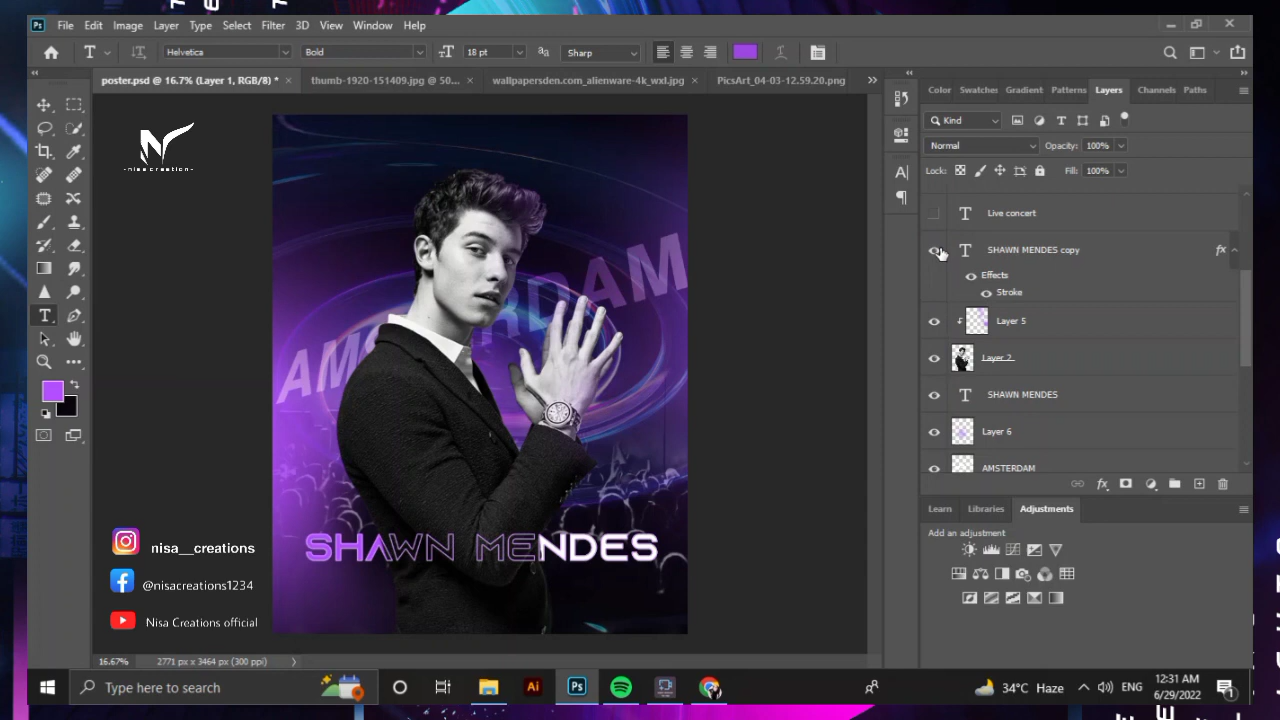 Ps File Edit Image Layer Type Select Filter 3D View Window Help
T Helvetica Bold 18 pt Sharp
poster.psd @ 16.7% (Layer 1, RGB/8) * × thumb-1920-151409.jpg @ 50... × wallpapersden.com_alienware-4k_wxl.jpg × PicsArt_04-03-12.59.20.png
Color Swatches Gradient Patterns Layers Channels Paths
Kind
Normal Opacity: 100%
Lock: Fill: 100%
-nisa creation-
Live concert
SHAWN MENDES copy fx
Effects
Stroke
Layer 5
Layer 2
SHAWN MENDES
Layer 6
AMSTERDAM
SHAWN MENDES
Learn Libraries Adjustments
Add an adjustment
nisa__creations
@nisacreations1234
Nisa Creations official
16.67% 2771 px x 3464 px (300 ppi)
Type here to search
Ai Ps
34°C Haze ENG
12:31 AM
6/29/2022
1